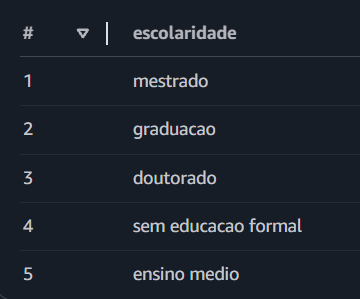 # escolaridade
1 mestrado
2 graduacao
3 doutorado
4 sem educacao formal
5 ensino medio